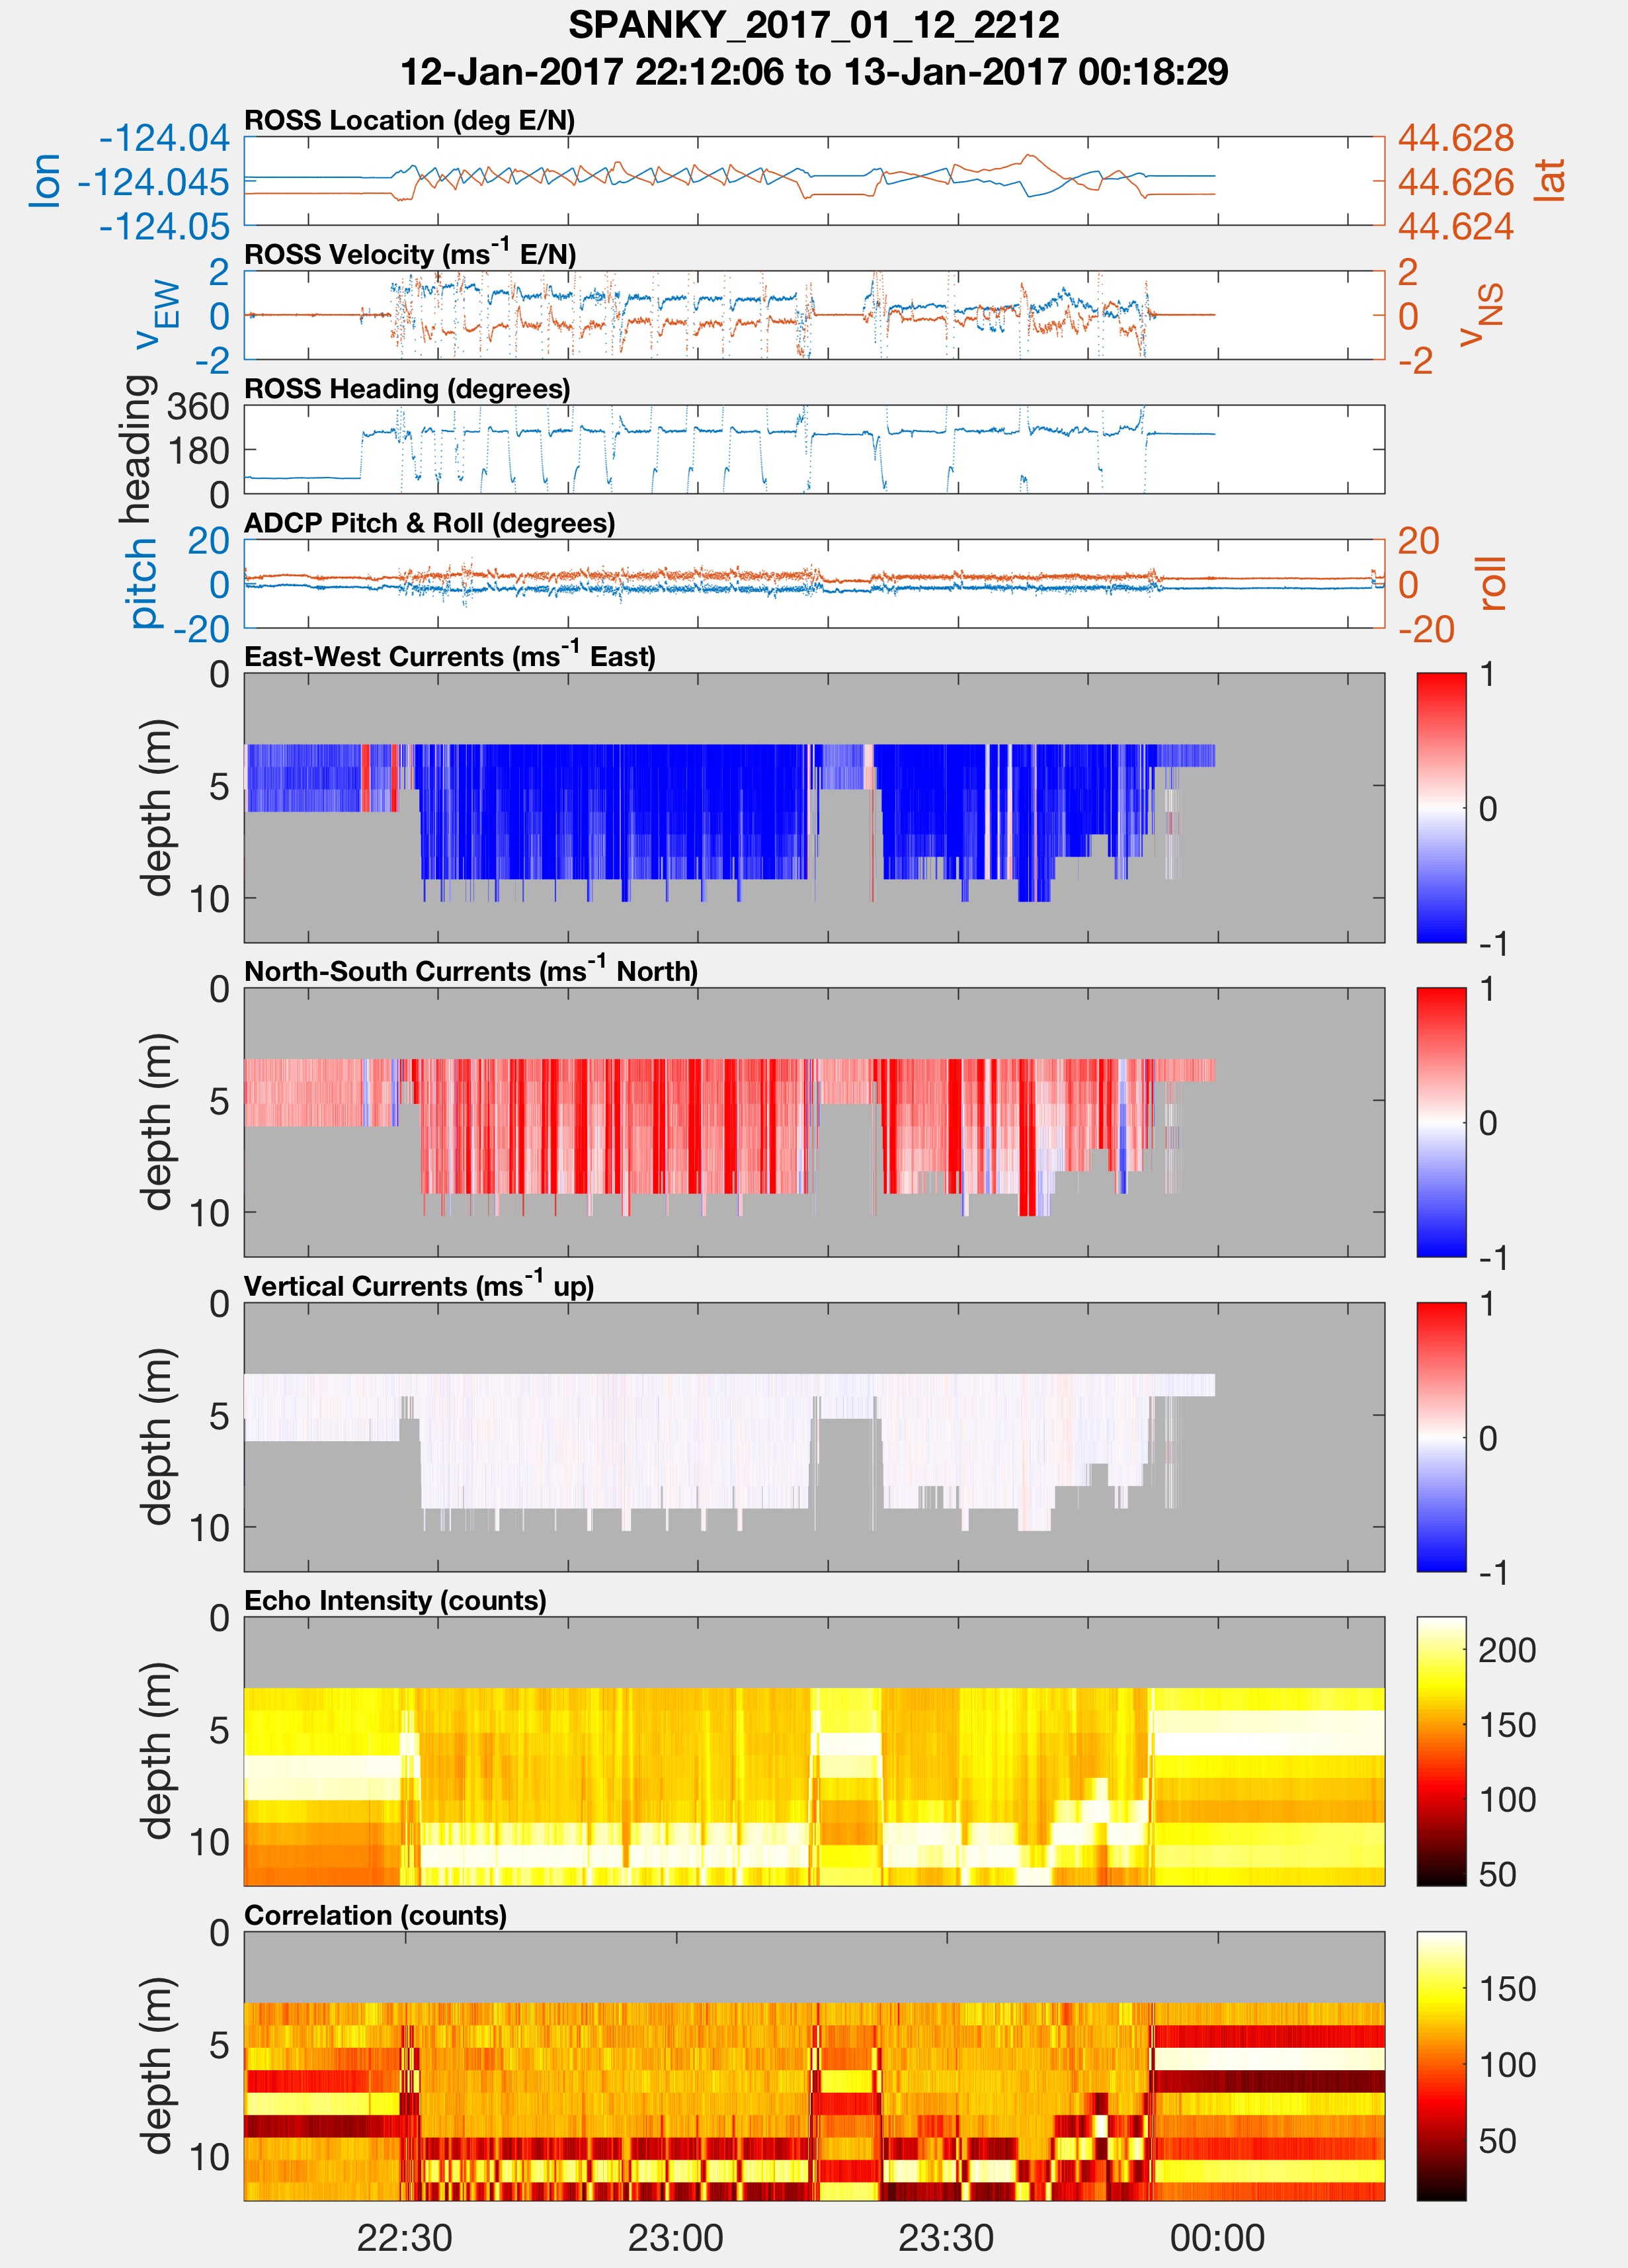 SPANKY_2017_01_12_2212
12-Jan-2017 22:12:06 to 13-Jan-2017 00:18:29
ROSS Location (deg E/N)
lon
-124.04
-124.045
-124.05
44.628
44.626
44.624
lat
ROSS Velocity (ms-1 E/N)
vEW
2
0
-2
2
0
-2
vNS
ROSS Heading (degrees)
heading
360
180
0
ADCP Pitch & Roll (degrees)
pitch
20
0
-20
20
0
-20
roll
East-West Currents (ms-1 East)
depth (m)
0
5
10
1
0
-1
North-South Currents (ms-1 North)
depth (m)
0
5
10
1
0
-1
Vertical Currents (ms-1 up)
depth (m)
0
5
10
1
0
-1
Echo Intensity (counts)
depth (m)
0
5
10
200
150
100
50
Correlation (counts)
depth (m)
0
5
10
150
100
50
22:30 23:00 23:30 00:00